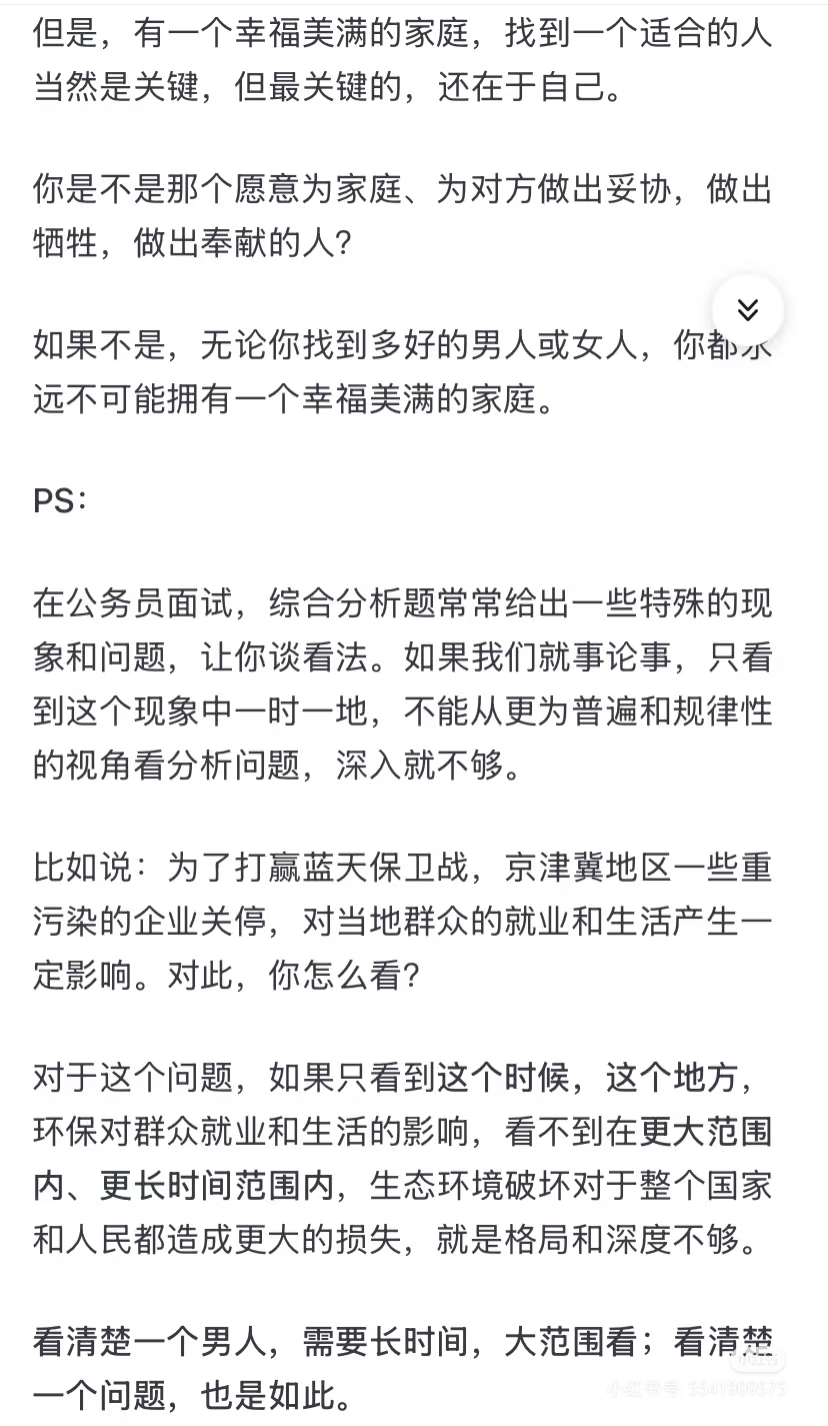 但是，有一个幸福美满的家庭，找到一个适合的人
当然是关键，但最关键的，还在于自己。
你是不是那个愿意为家庭、为对方做出妥协，做出
牺牲，做出奉献的人？
如果不是，无论你找到多好的男人或女人，你都永
远不可能拥有一个幸福美满的家庭。
PS：
在公务员面试，综合分析题常常给出一些特殊的现
象和问题，让你谈看法。如果我们就事论事，只看
到这个现象中一时一地，不能从更为普遍和规律性
的视角看分析问题，深入就不够。
比如说：为了打赢蓝天保卫战，京津冀地区一些重
污染的企业关停，对当地群众的就业和生活产生一
定影响。对此，你怎么看？
对于这个问题，如果只看到这个时候，这个地方，
环保对群众就业和生活的影响，看不到在更大范围
内、更长时间范围内，生态环境破坏对于整个国家
和人民都造成更大的损失，就是格局和深度不够。
看清楚一个男人，需要长时间，大范围看；看清楚
一个问题，也是如此。
小红书